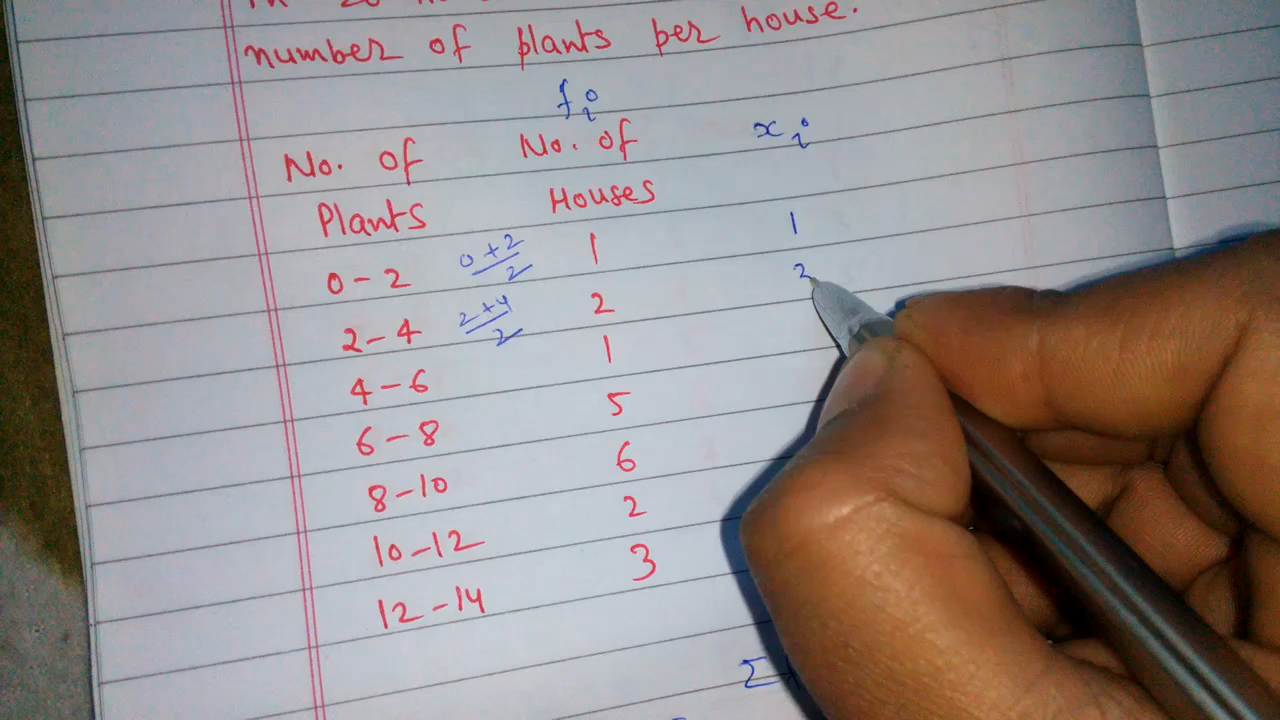 number of plants per house.
fi
No. of No. of xi
Plants Houses
0-2 0+2/2 1 1
2-4 2+4/2 2
4-6 1
6-8 5
8-10 6
10-12 2
12-14 3
Σ